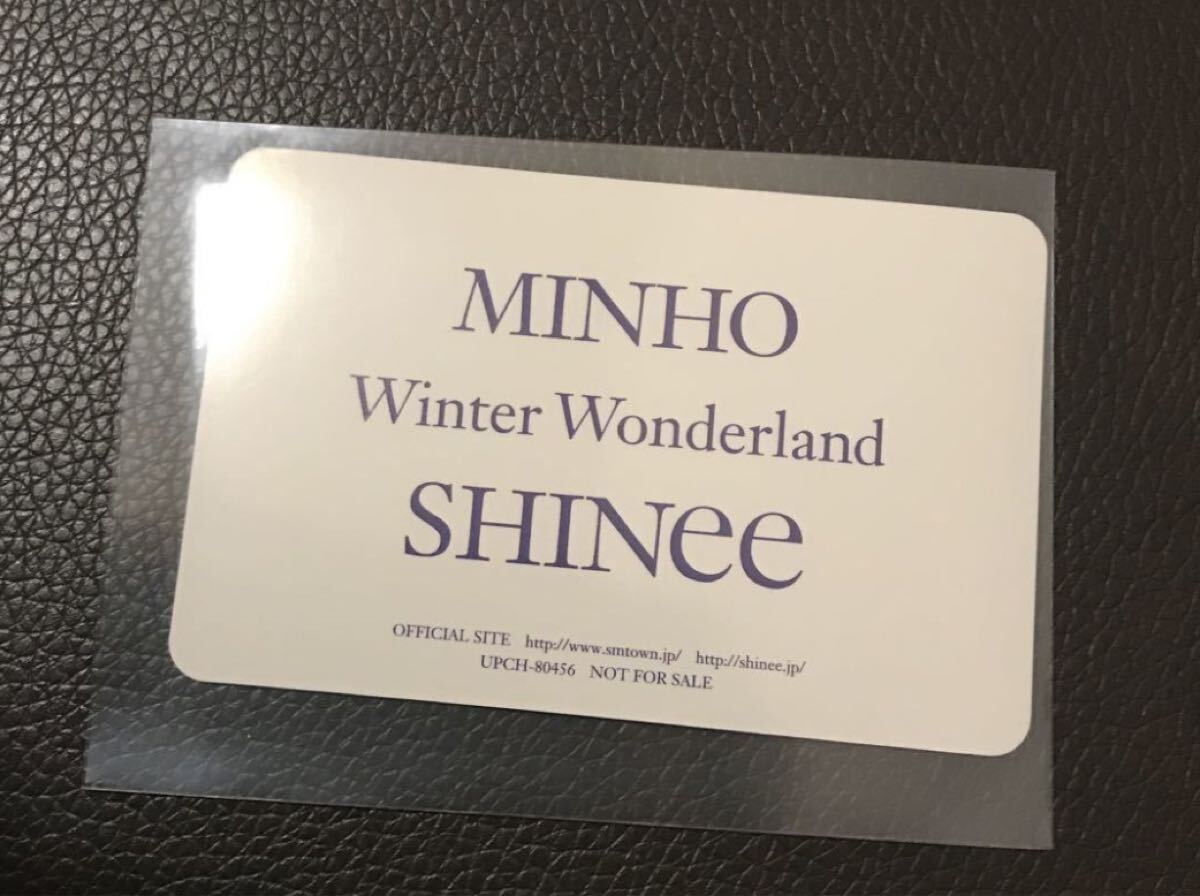 MINHO
Winter Wonderland
SHINee
OFFICIAL SITE http://www.smtown.jp/ http://shinee.jp/
UPCH-80456 NOT FOR SALE